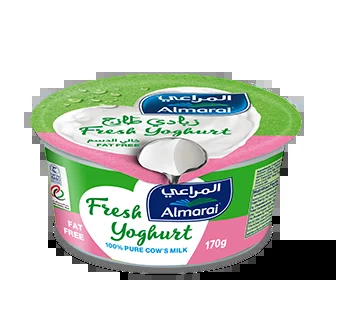 المراعي
Almarai
زبادي طازج
Fresh Yoghurt
خالي الدسم
FAT FREE
المراعي
Almarai
Fresh
Yoghurt
100% PURE COW'S MILK
FAT
FREE
170g